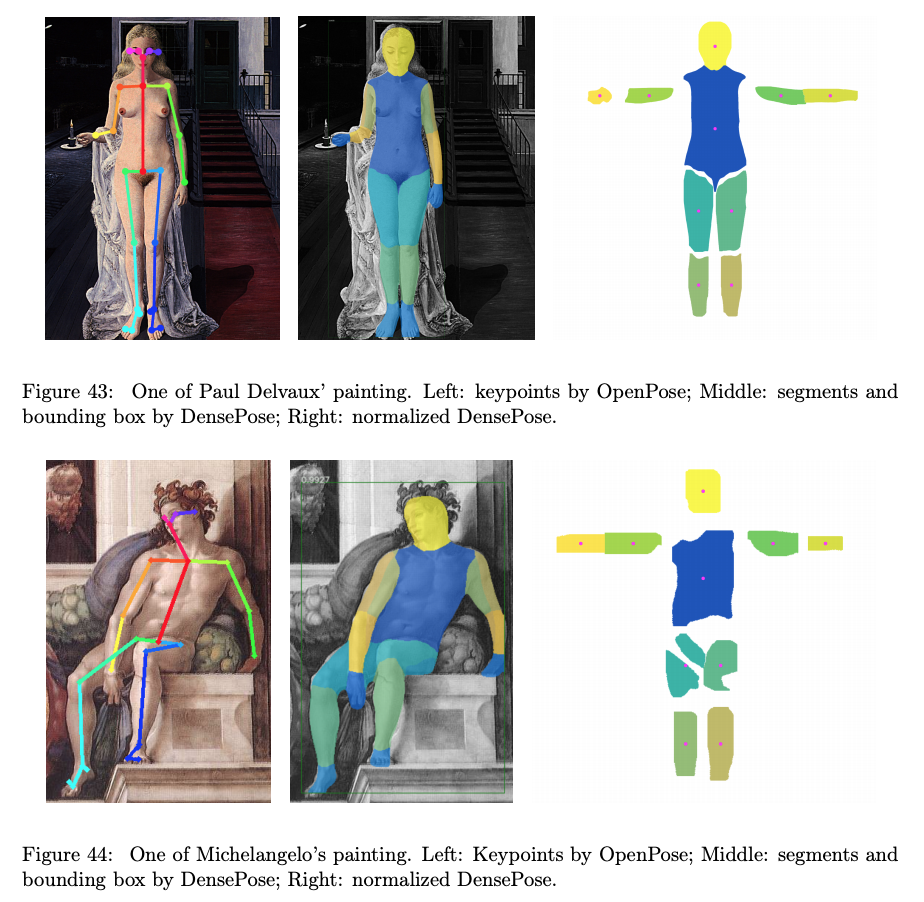 Figure 43: One of Paul Delvaux' painting. Left: keypoints by OpenPose; Middle: segments and
bounding box by DensePose; Right: normalized DensePose.
0.9927
Figure 44: One of Michelangelo's painting. Left: Keypoints by OpenPose; Middle: segments and
bounding box by DensePose; Right: normalized DensePose.